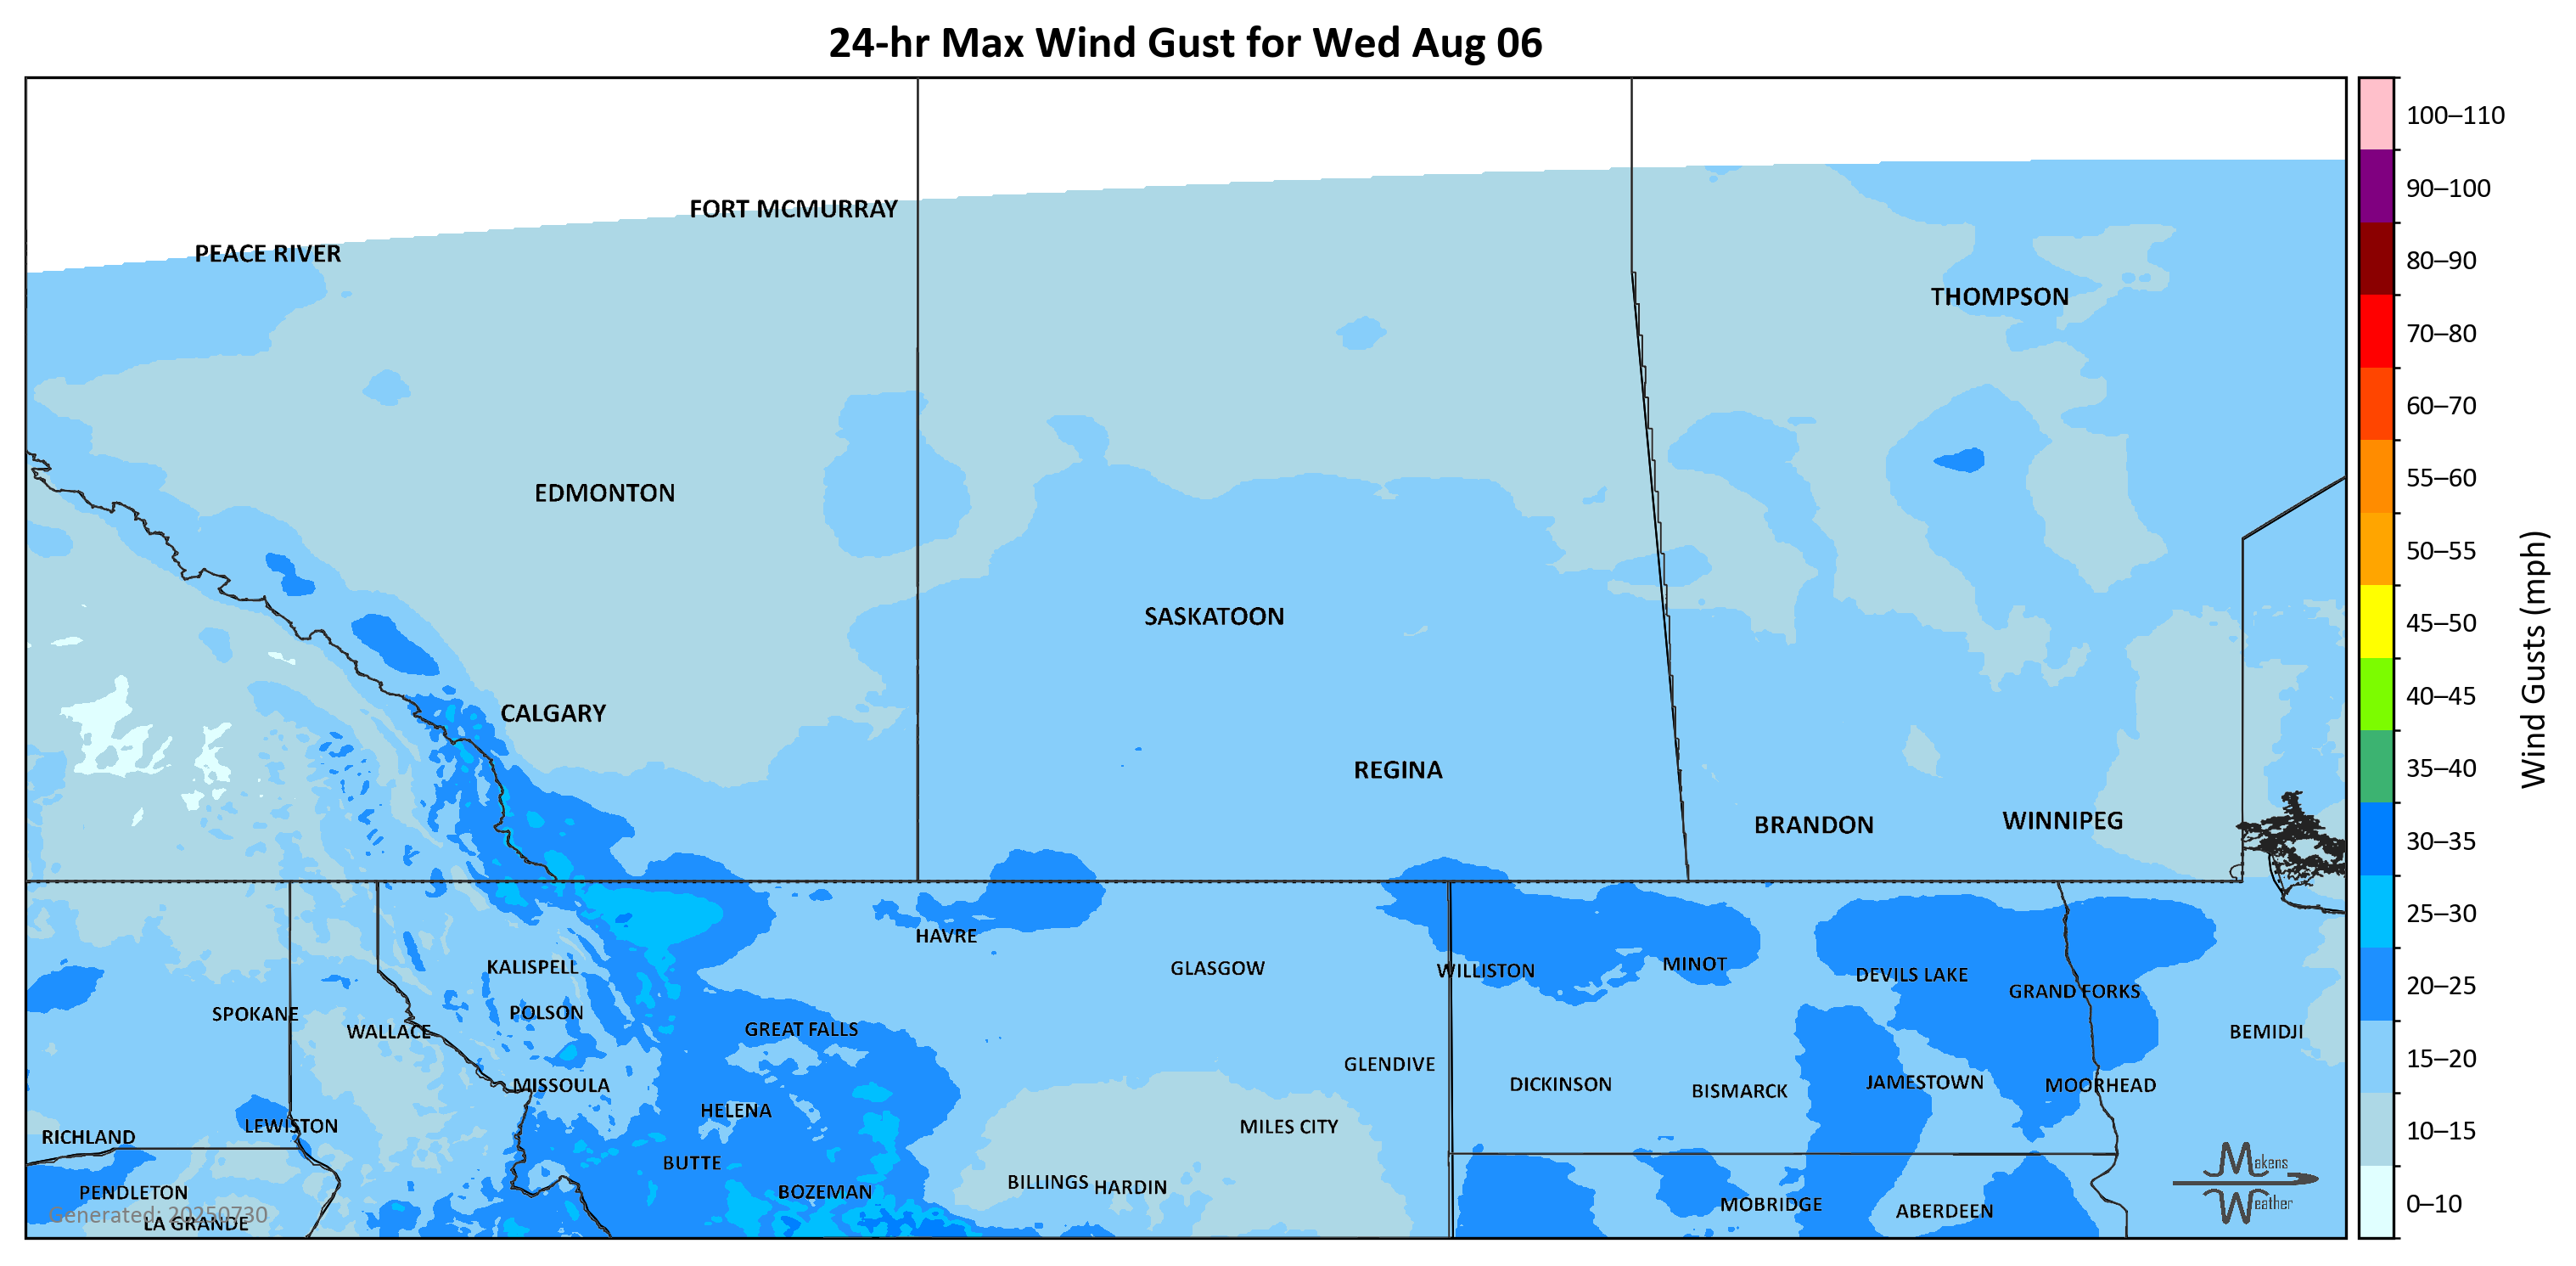 24-hr Max Wind Gust for Wed Aug 06
100–110
90–100
80–90
70–80
60–70
55–60
50–55
45–50
40–45
35–40
30–35
25–30
20–25
15–20
10–15
0–10
Wind Gusts (mph)
FORT MCMURRAY
PEACE RIVER
THOMPSON
EDMONTON
SASKATOON
CALGARY
REGINA
WINNIPEG
BRANDON
HAVRE
MINOT
KALISPELL
GLASGOW
WILLISTON
DEVILS LAKE
GRAND FORKS
POLSON
SPOKANE
GREAT FALLS
WALLACE
BEMIDJI
GLENDIVE
JAMESTOWN
DICKINSON
MISSOULA
MOORHEAD
BISMARCK
HELENA
LEWISTON
MILES CITY
RICHLAND
BUTTE
BILLINGS
HARDIN
PENDLETON
BOZEMAN
MOBRIDGE
ABERDEEN
Generated: 20250730
LA GRANDE
Makens
Weather